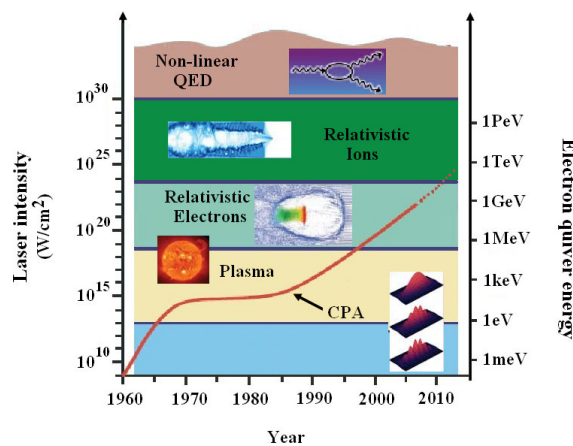 Non-linear
QED
10^30
Relativistic
Ions
1PeV
10^25
1TeV
Laser intensity
(W/cm²)
Relativistic
Electrons
1GeV
10^20
1MeV
Electron quiver energy
Plasma
1keV
10^15
CPA
1eV
10^10
1meV
1960
1970
1980
1990
2000
2010
Year